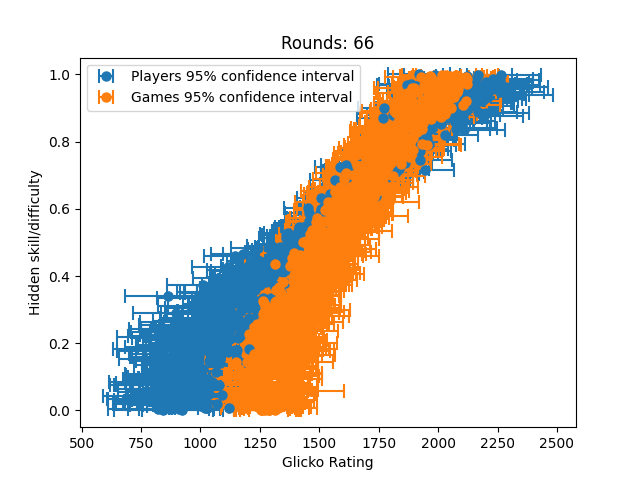 Rounds: 66
Players 95% confidence interval
Games 95% confidence interval
Hidden skill/difficulty
1.0
0.8
0.6
0.4
0.2
0.0
500 750 1000 1250 1500 1750 2000 2250 2500
Glicko Rating